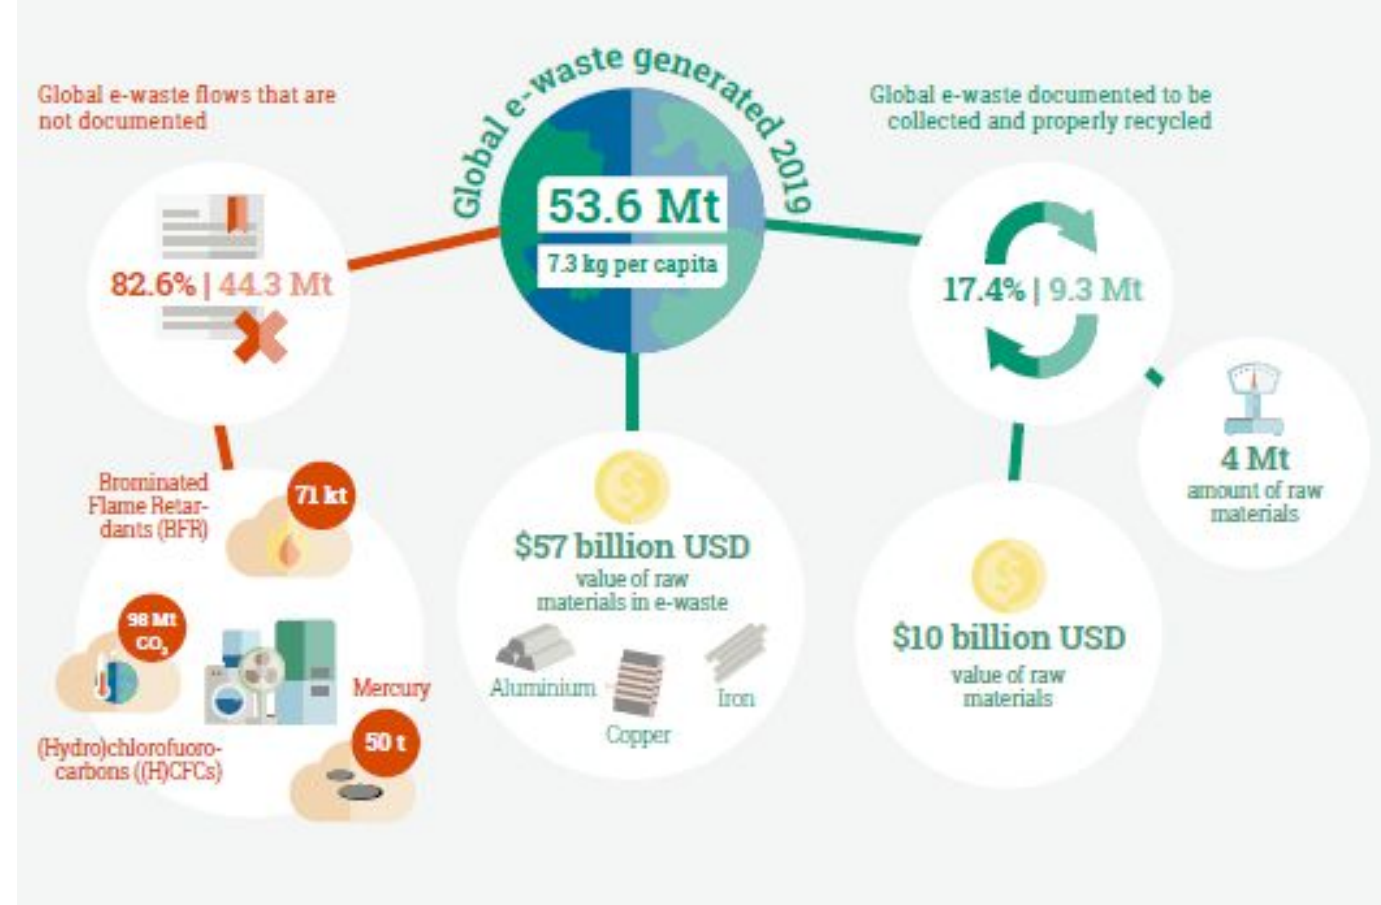 Global e-waste generated 2019
53.6 Mt
7.3 kg per capita
Global e-waste flows that are
not documented
82.6% | 44.3 Mt
Brominated
Flame Retar-
dants (BFR)
71 kt
98 Mt
CO₂
(Hydro)chlorofuoro-
carbons ((H)CFCs)
Mercury
50 t
$57 billion USD
value of raw
materials in e-waste
Aluminium
Copper
Iron
Global e-waste documented to be
collected and properly recycled
17.4% | 9.3 Mt
4 Mt
amount of raw
materials
$10 billion USD
value of raw
materials